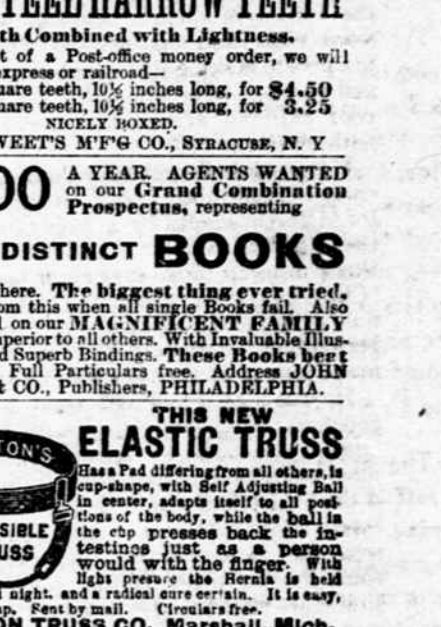 TEEL HARROW TEETH
th Combined with Lightness.
t of a Post-office money order, we will
express or railroad—
uare teeth, 10½ inches long, for $4.50
uare teeth, 10½ inches long, for 3.25
NICELY BOXED.
WEET'S M'F'G CO., SYRACUSE, N. Y
00 A YEAR. AGENTS WANTED
on our Grand Combination
Prospectus, representing
DISTINCT BOOKS
here. The biggest thing ever tried.
om this when all single Books fail. Also
d on our MAGNIFICENT FAMILY
uperior to all others. With Invaluable Illus-
d Superb Bindings. These Books beat
Full Particulars free. Address JOHN
CO., Publishers, PHILADELPHIA.
THIS NEW
ELASTIC TRUSS
Has a Pad differing from all others, is
cup-shape, with Self Adjusting Ball
in center, adapts itself to all posi-
tions of the body, while the ball in
the cup presses back the in-
testines just as a person
would with the finger. With
light presure the Hernia is held
night. and a radical cure certain. It is easy,
ap. Sent by mail. Circulars free.
ON TRUSS CO. Marshall Mich.
TON'S
SIBLE
USS